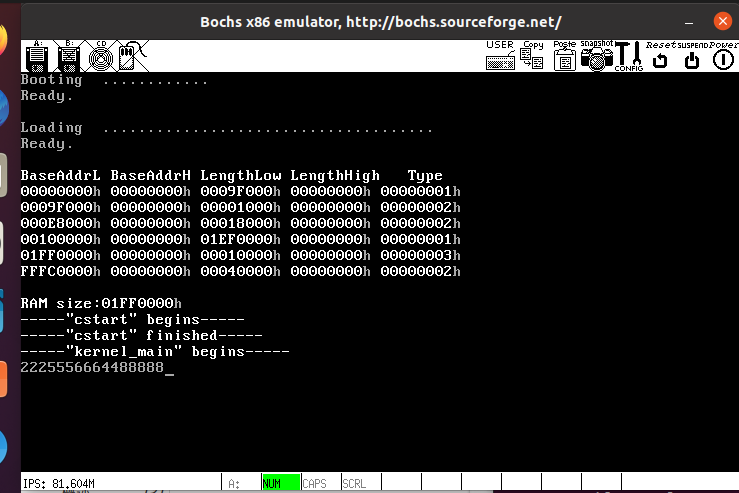 Bochs x86 emulator, http://bochs.sourceforge.net/
A: B: CD USER Copy Paste snapshot CONFIG Reset SUSPEND Power
Booting ............
Ready.
Loading .....................................
Ready.
BaseAddrL BaseAddrH LengthLow LengthHigh Type
00000000h 00000000h 0009F000h 00000000h 00000001h
0009F000h 00000000h 00001000h 00000000h 00000002h
000E8000h 00000000h 00018000h 00000000h 00000002h
00100000h 00000000h 01EF0000h 00000000h 00000001h
01FF0000h 00000000h 00010000h 00000000h 00000003h
FFFC0000h 00000000h 00040000h 00000000h 00000002h
RAM size:01FF0000h
-----"cstart" begins-----
-----"cstart" finished-----
-----"kernel_main" begins-----
2225556664488888_
IPS: 81.604M A: NUM CAPS SCRL